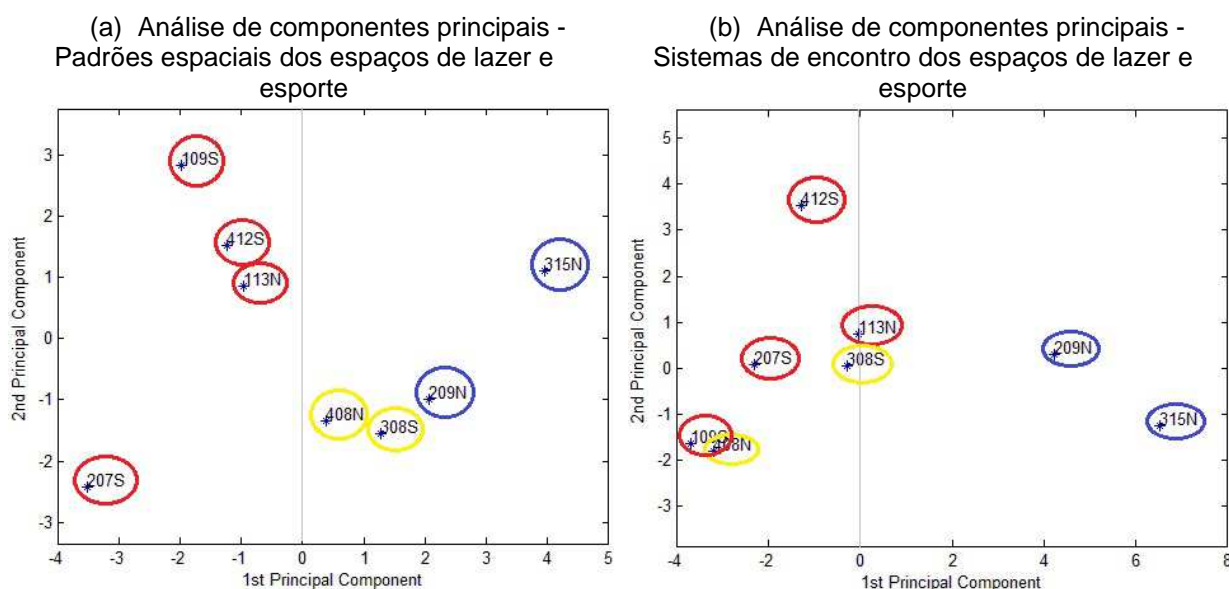 (a) Análise de componentes principais -
Padrões espaciais dos espaços de lazer e
esporte
-4 -3 -2 -1 0 1 2 3 4 5
3
2
1
0
-1
-2
-3
2nd Principal Component
1st Principal Component
109S
412S
113N
315N
209N
408N
308S
207S
(b) Análise de componentes principais -
Sistemas de encontro dos espaços de lazer e
esporte
5
4
3
2
1
0
-1
-2
-3
-4 -2 0 2 4 6 8
2nd Principal Component
1st Principal Component
412S
113N
308S
207S
209N
315N
109S
408N